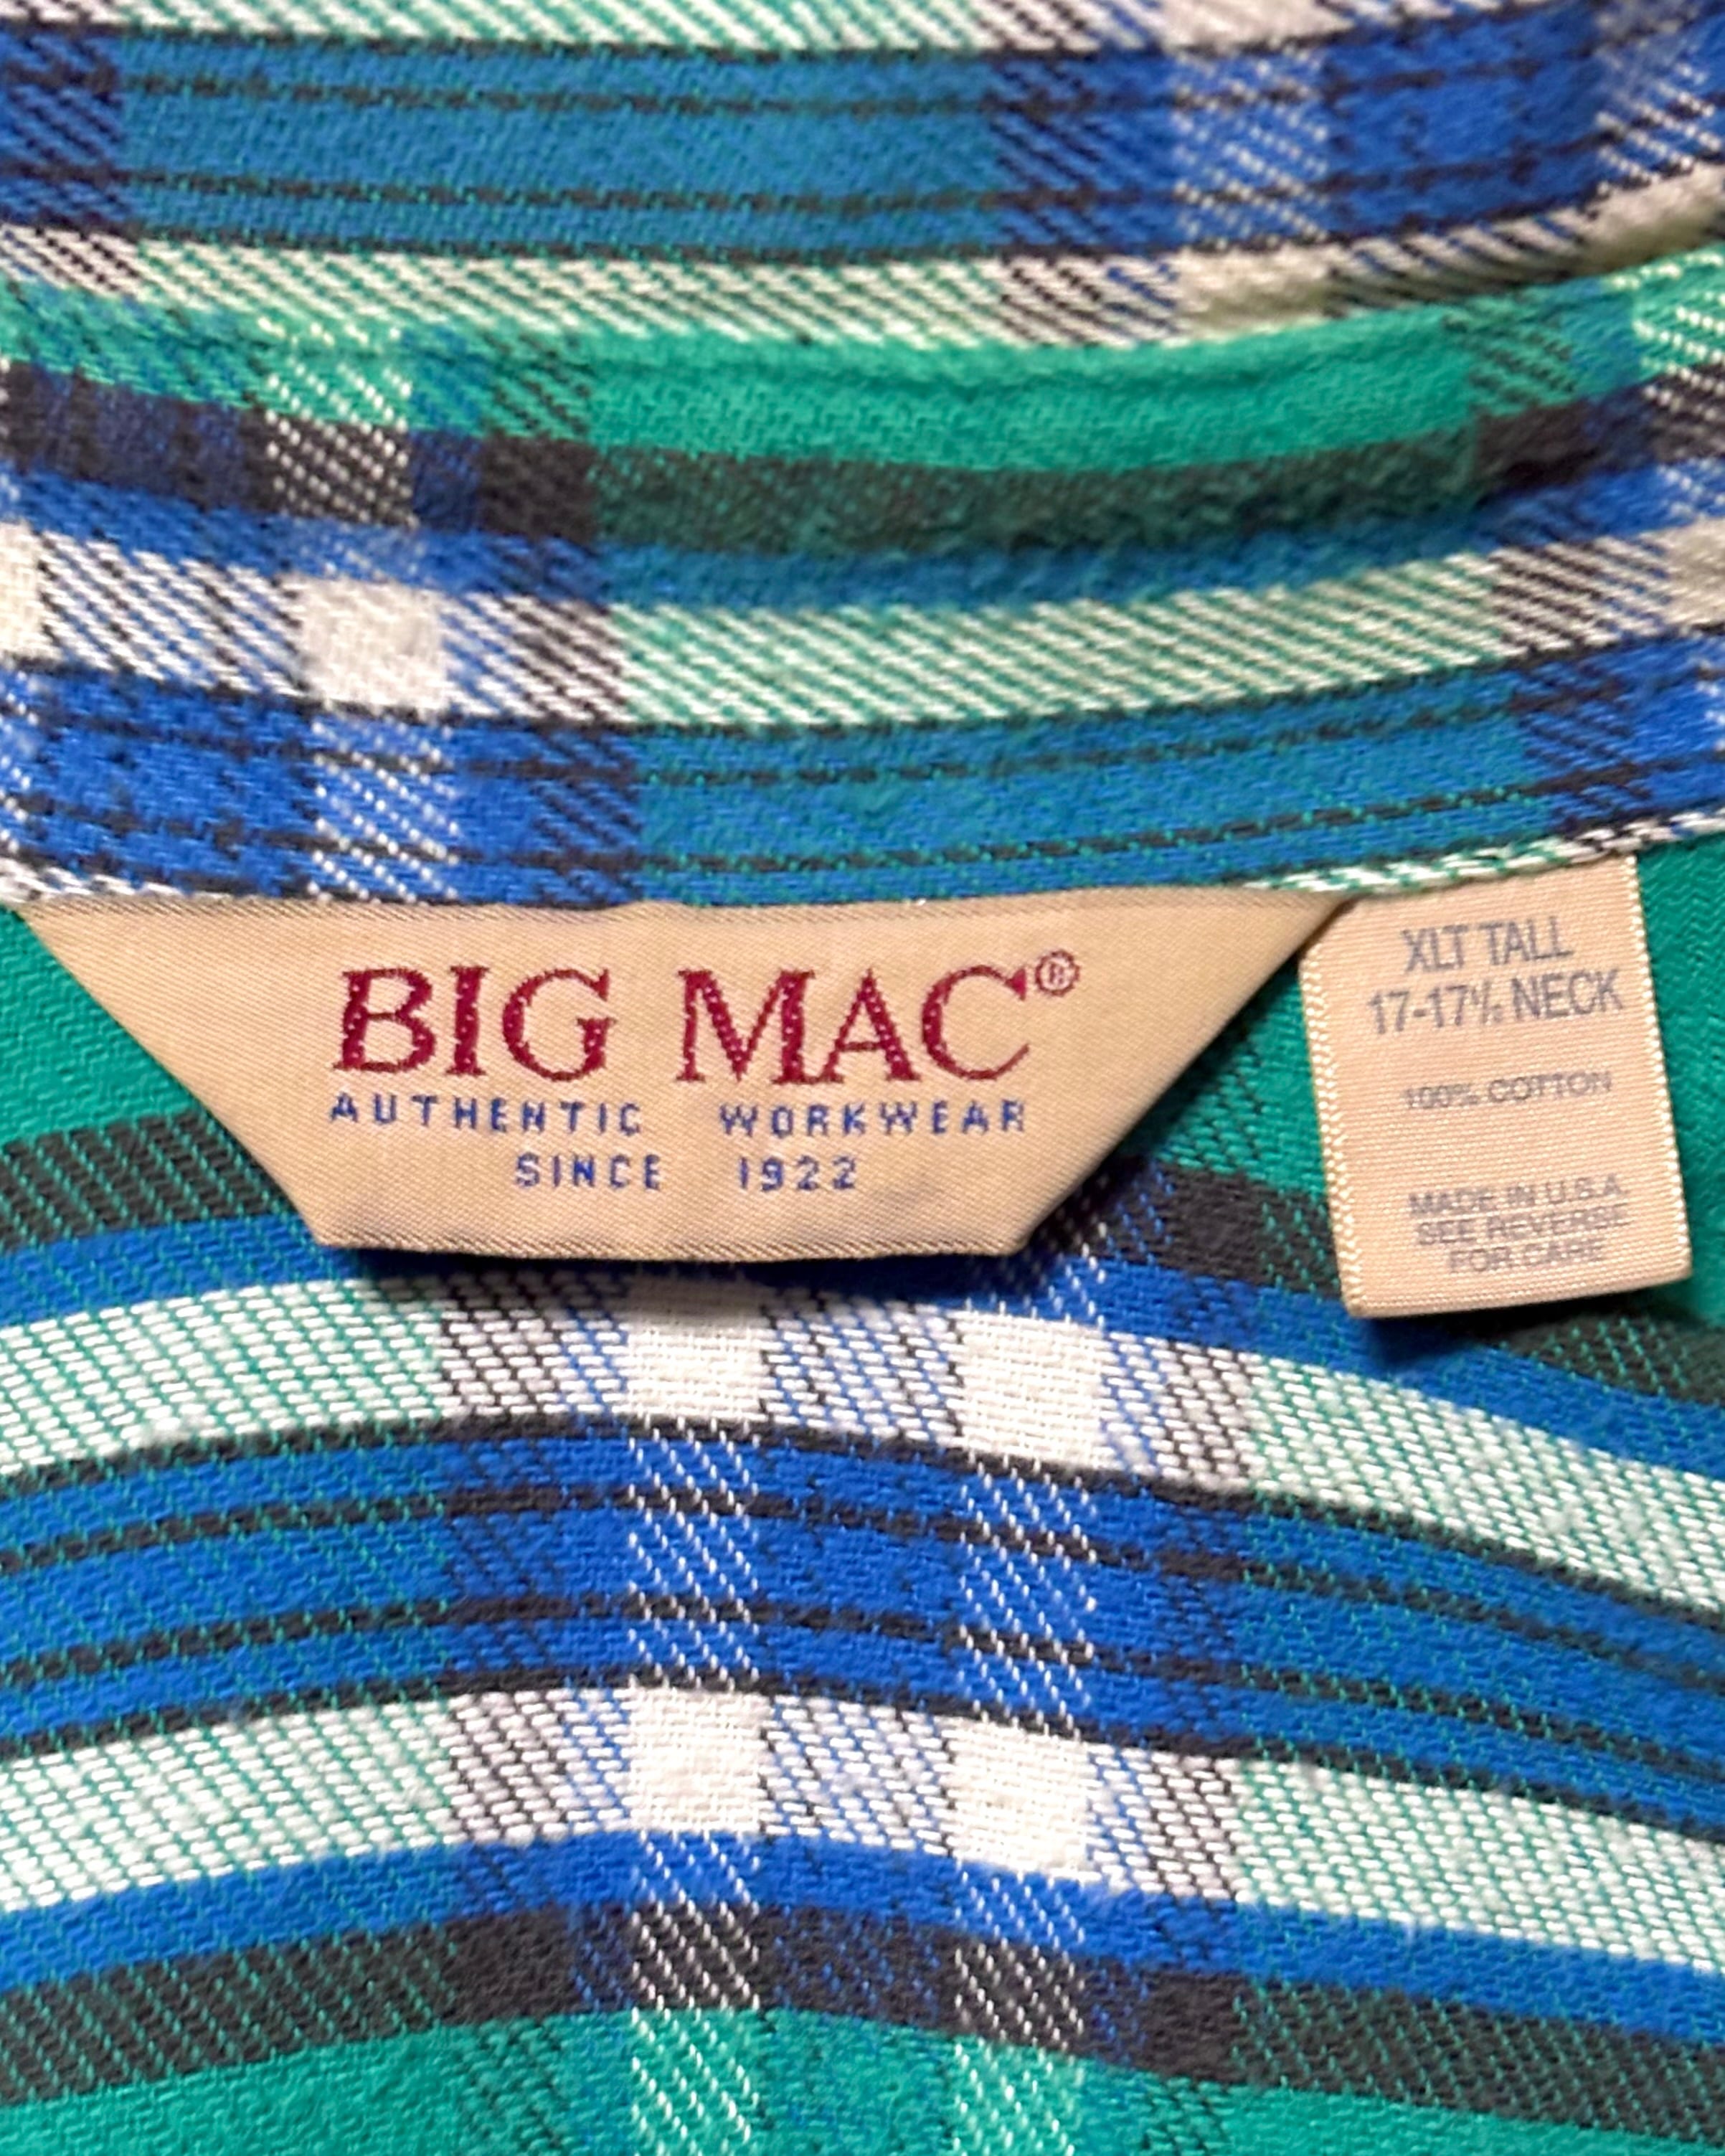 BIG MAC®
AUTHENTIC WORKWEAR
SINCE 1922
XLT TALL
17-17½ NECK
100% COTTON
MADE IN U.S.A.
SEE REVERSE
FOR CARE